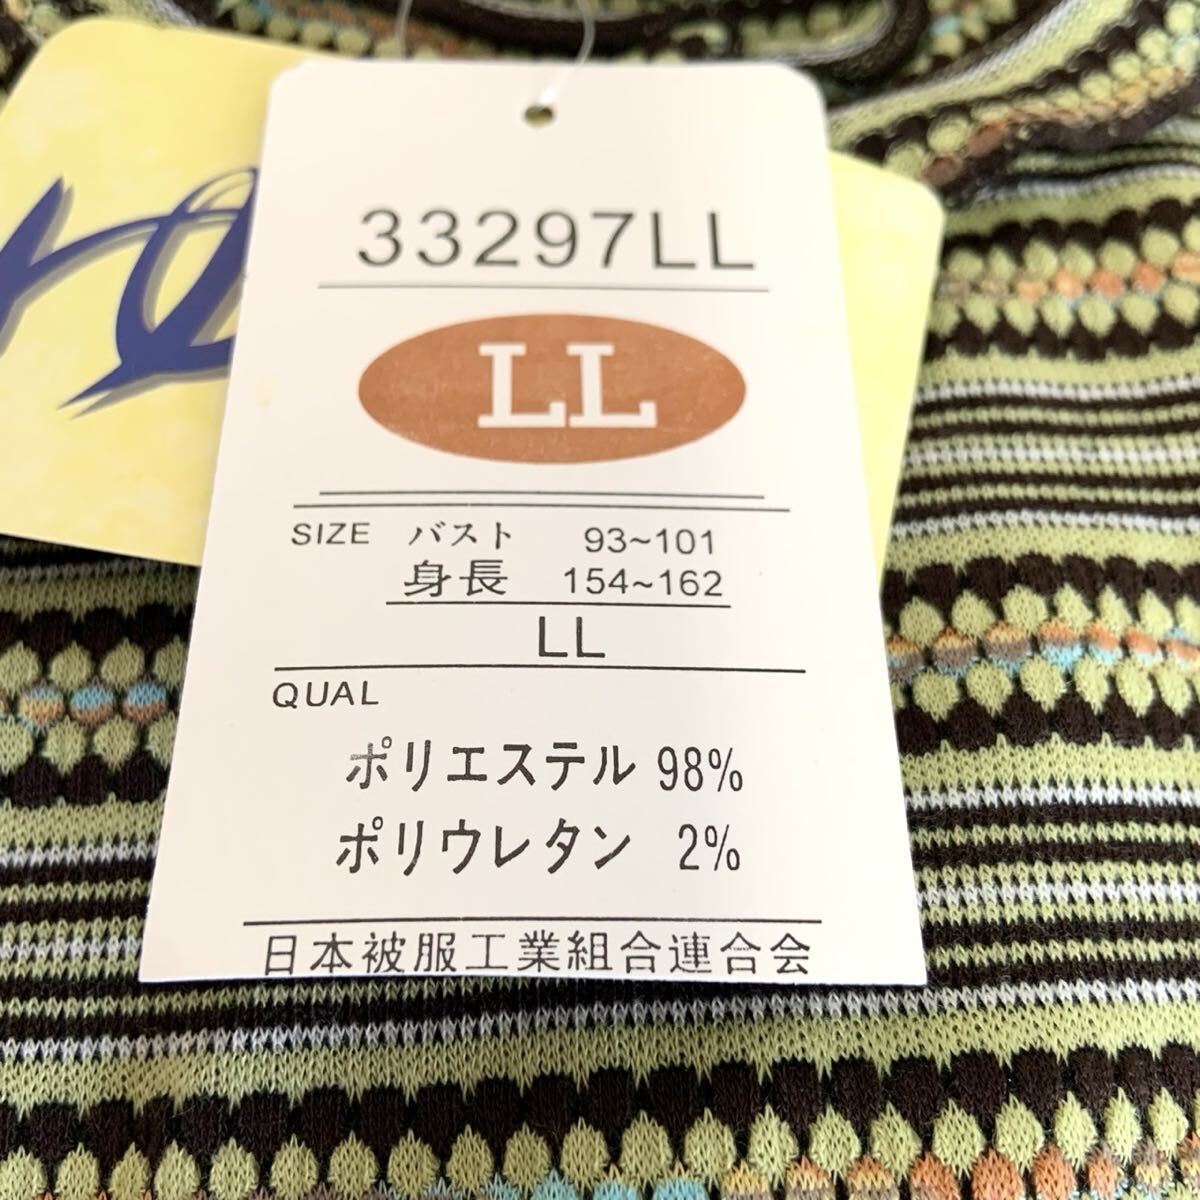 33297LL
LL
SIZE バスト 93~101
身長 154~162
LL
QUAL
ポリエステル 98%
ポリウレタン 2%
日本被服工業組合連合会